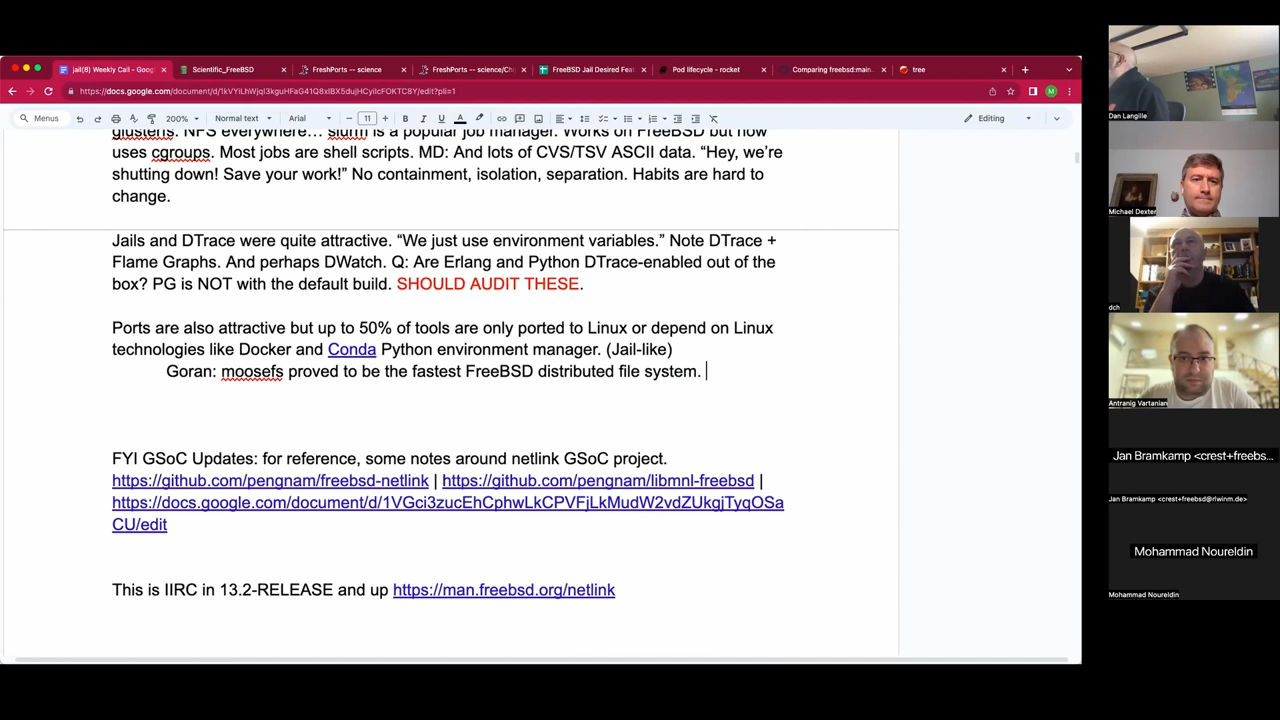 jail(8) Weekly Call - Goog
Scientific_FreeBSD
FreshPorts -- science
FreshPorts -- science/Ch
FreeBSD Jail Desired Fea
Pod lifecycle - rocket
Comparing freebsd:main.
tree
Menus
200%
Normal text
Arial
11
Editing
glusterfs. NFS everywhere… slurm is a popular job manager. Works on FreeBSD but now
uses cgroups. Most jobs are shell scripts. MD: And lots of CVS/TSV ASCII data. “Hey, we’re
shutting down! Save your work!” No containment, isolation, separation. Habits are hard to
change.
Jails and DTrace were quite attractive. “We just use environment variables.” Note DTrace +
Flame Graphs. And perhaps DWatch. Q: Are Erlang and Python DTrace-enabled out of the
box? PG is NOT with the default build. SHOULD AUDIT THESE.
Ports are also attractive but up to 50% of tools are only ported to Linux or depend on Linux
technologies like Docker and Conda Python environment manager. (Jail-like)
Goran: moosefs proved to be the fastest FreeBSD distributed file system.
FYI GSoC Updates: for reference, some notes around netlink GSoC project.
https://github.com/pengnam/freebsd-netlink | https://github.com/pengnam/libmnl-freebsd |
https://docs.google.com/document/d/1VGci3zucEhCphwLkCPVFjLkMudW2vdZUkgjTyqOSa
CU/edit
This is IIRC in 13.2-RELEASE and up https://man.freebsd.org/netlink
Dan Langille
Michael Dexter
dch
Antranig Vartanian
Jan Bramkamp <crest+freebs...
Jan Bramkamp <crest+freebsd@rlwinm.de>
Mohammad Noureldin
Mohammad Noureldin